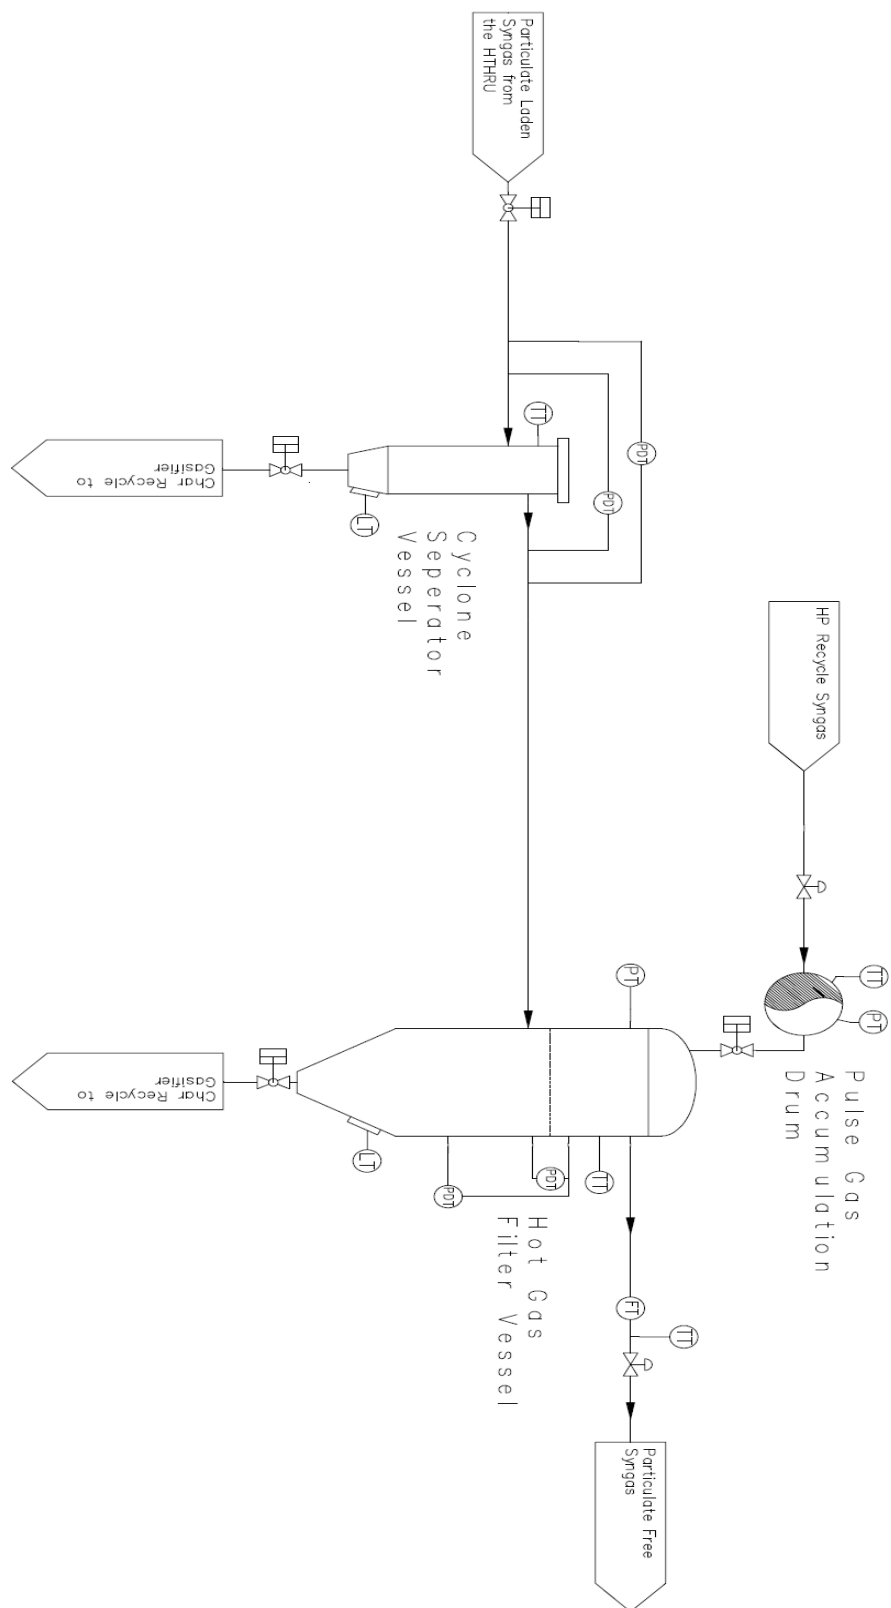 Particulate Laden
Syngas from
the HTHRU
TT
PDT
PDT
Char Recycle to
Gasifier
LT
Cyclone
Seperator
Vessel
HP Recycle Syngas
TT
PT
Pulse Gas
Accumulation
Drum
PT
Char Recycle to
Gasifier
LT
PDT
PDT
TT
Hot Gas
Filter Vessel
FT
TT
Particulate Free
Syngas